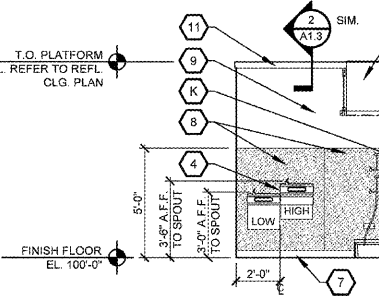 2
A1.3
SIM.
11
T.O. PLATFORM
REFER TO REFL.
CLG. PLAN
9
K
8
4
5'-0"
3'-6" A.F.F.
TO SPOUT
3'-0" A.F.F.
TO SPOUT
LOW
HIGH
FINISH FLOOR
EL. 100'-0"
2'-0"
7